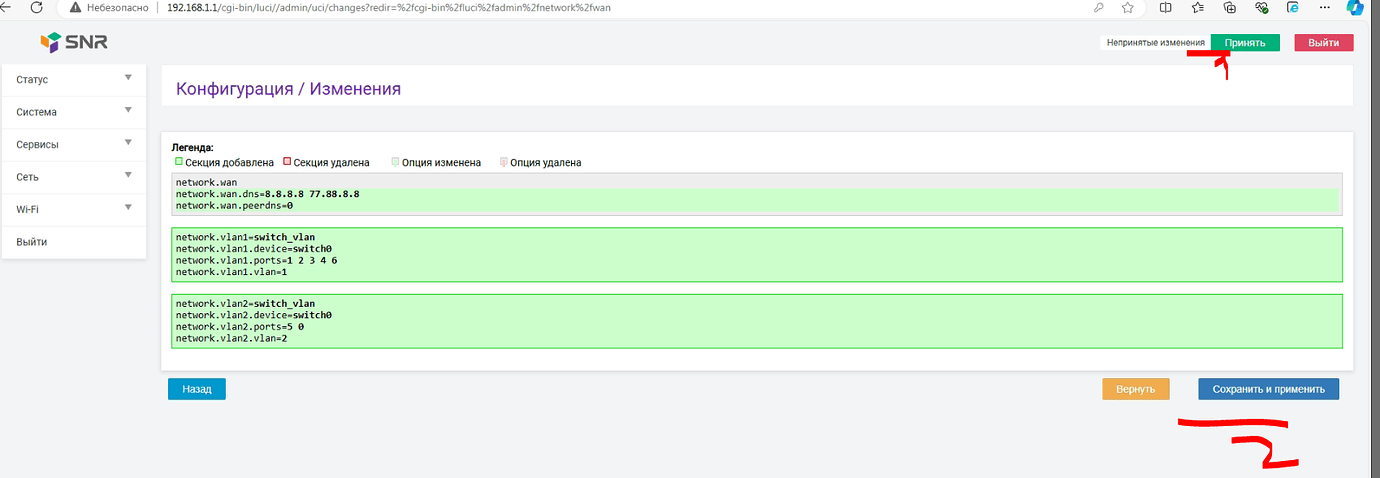 Небезопасно
192.168.1.1/cgi-bin/luci//admin/uci/changes?redir=%2fcgi-bin%2fluci%2fadmin%2fnetwork%2fwan
SNR
Непринятые изменения
Принять
Выйти
Статус
Система
Сервисы
Сеть
Wi-Fi
Выйти
Конфигурация / Изменения
Легенда:
Секция добавлена Секция удалена Опция изменена Опция удалена
network.wan
network.wan.dns=8.8.8.8 77.88.8.8
network.wan.peerdns=0
network.vlan1=switch_vlan
network.vlan1.device=switch0
network.vlan1.ports=1 2 3 4 6
network.vlan1.vlan=1
network.vlan2=switch_vlan
network.vlan2.device=switch0
network.vlan2.ports=5 0
network.vlan2.vlan=2
Назад
Вернуть
Сохранить и применить
1
2